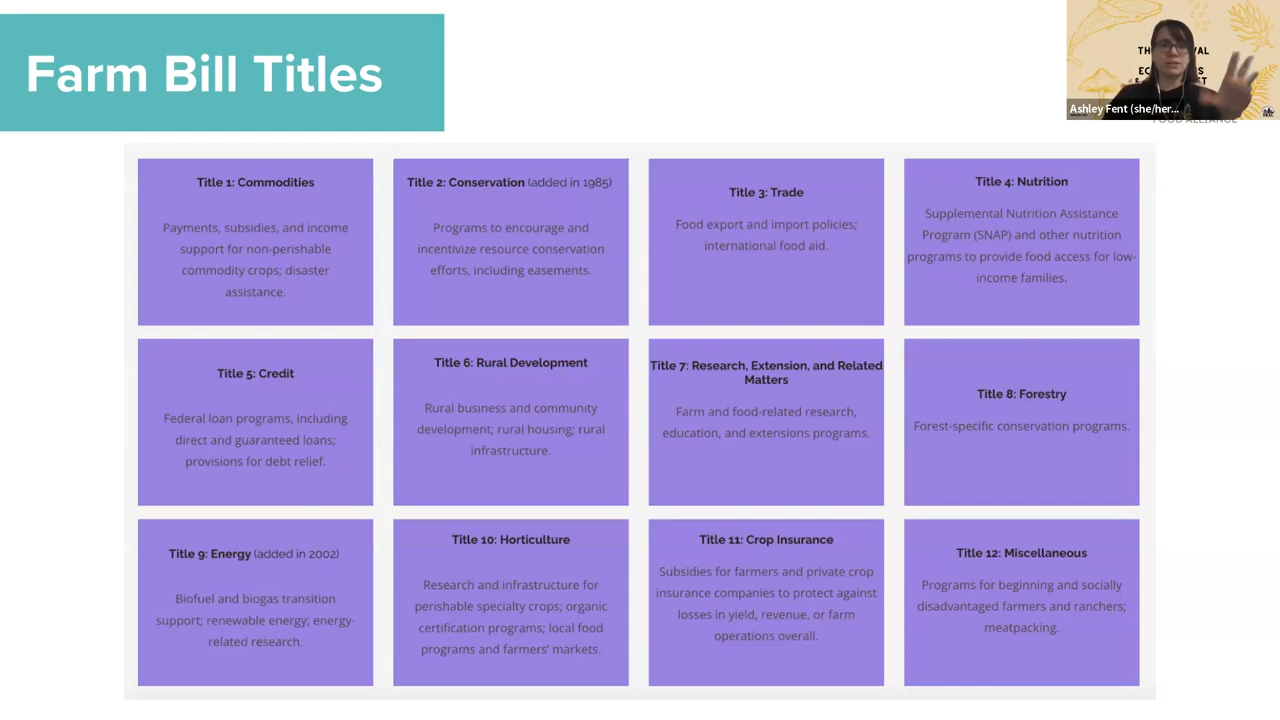 Farm Bill Titles
Ashley Fent (she/her...
FOOD ALLIANCE
Title 1: Commodities
Payments, subsidies, and income
support for non-perishable
commodity crops; disaster
assistance.
Title 2: Conservation (added in 1985)
Programs to encourage and
incentivize resource conservation
efforts, including easements.
Title 3: Trade
Food export and import policies;
international food aid.
Title 4: Nutrition
Supplemental Nutrition Assistance
Program (SNAP) and other nutrition
programs to provide food access for low-
income families.
Title 5: Credit
Federal loan programs, including
direct and guaranteed loans;
provisions for debt relief.
Title 6: Rural Development
Rural business and community
development; rural housing; rural
infrastructure.
Title 7: Research, Extension, and Related
Matters
Farm and food-related research,
education, and extensions programs.
Title 8: Forestry
Forest-specific conservation programs.
Title 9: Energy (added in 2002)
Biofuel and biogas transition
support; renewable energy; energy-
related research.
Title 10: Horticulture
Research and infrastructure for
perishable specialty crops; organic
certification programs; local food
programs and farmers' markets.
Title 11: Crop Insurance
Subsidies for farmers and private crop
insurance companies to protect against
losses in yield, revenue, or farm
operations overall.
Title 12: Miscellaneous
Programs for beginning and socially
disadvantaged farmers and ranchers;
meatpacking.